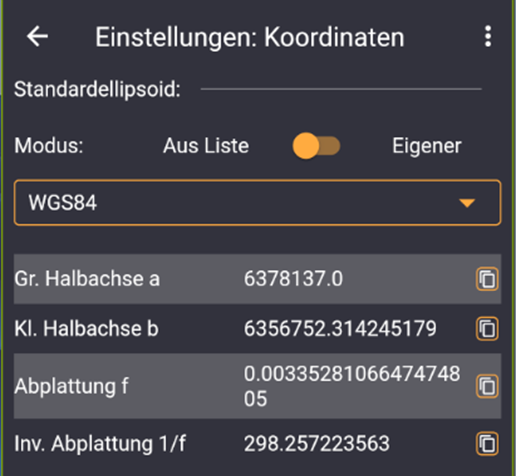 Einstellungen: Koordinaten
Standardellipsoid:
Modus: Aus Liste Eigener
WGS84
Gr. Halbachse a 6378137.0
Kl. Halbachse b 6356752.314245179
Abplattung f 0.00335281066474748
05
Inv. Abplattung 1/f 298.257223563